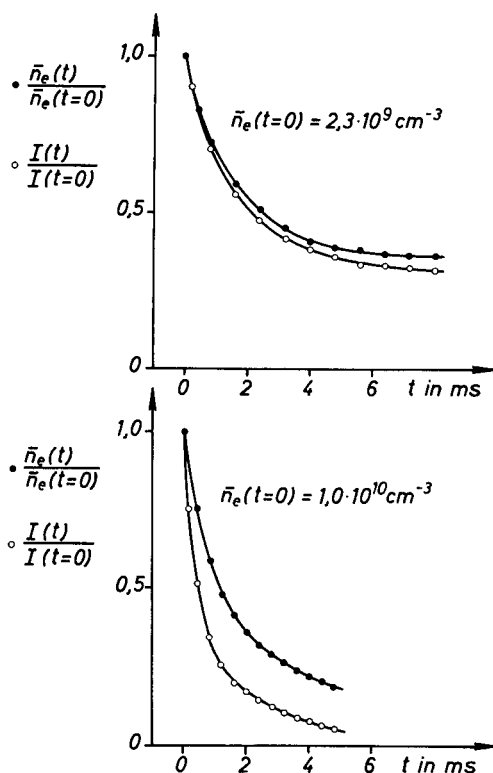 1,0
● n̄e(t) / n̄e(t=0)
n̄e(t=0) = 2,3·10⁹ cm⁻³
○ I(t) / I(t=0)
0,5
0
0 2 4 6 t in ms
1,0
● n̄e(t) / n̄e(t=0)
n̄e(t=0) = 1,0·10¹⁰ cm⁻³
○ I(t) / I(t=0)
0,5
0
0 2 4 6 t in ms